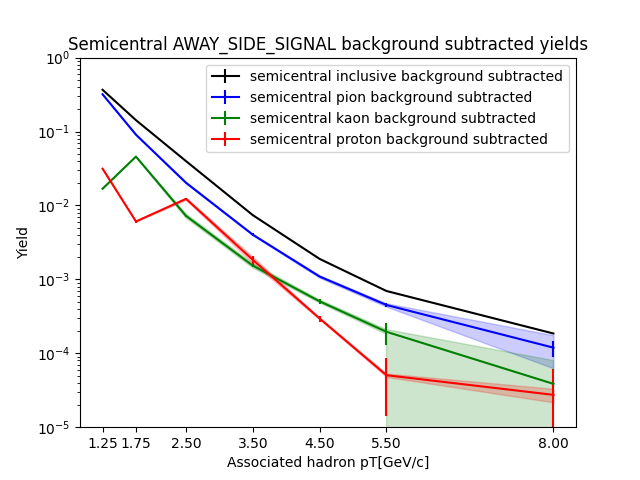 Semicentral AWAY_SIDE_SIGNAL background subtracted yields
semicentral inclusive background subtracted
semicentral pion background subtracted
semicentral kaon background subtracted
semicentral proton background subtracted
Yield
10⁰
10⁻¹
10⁻²
10⁻³
10⁻⁴
10⁻⁵
1.25 1.75 2.50 3.50 4.50 5.50 8.00
Associated hadron pT[GeV/c]